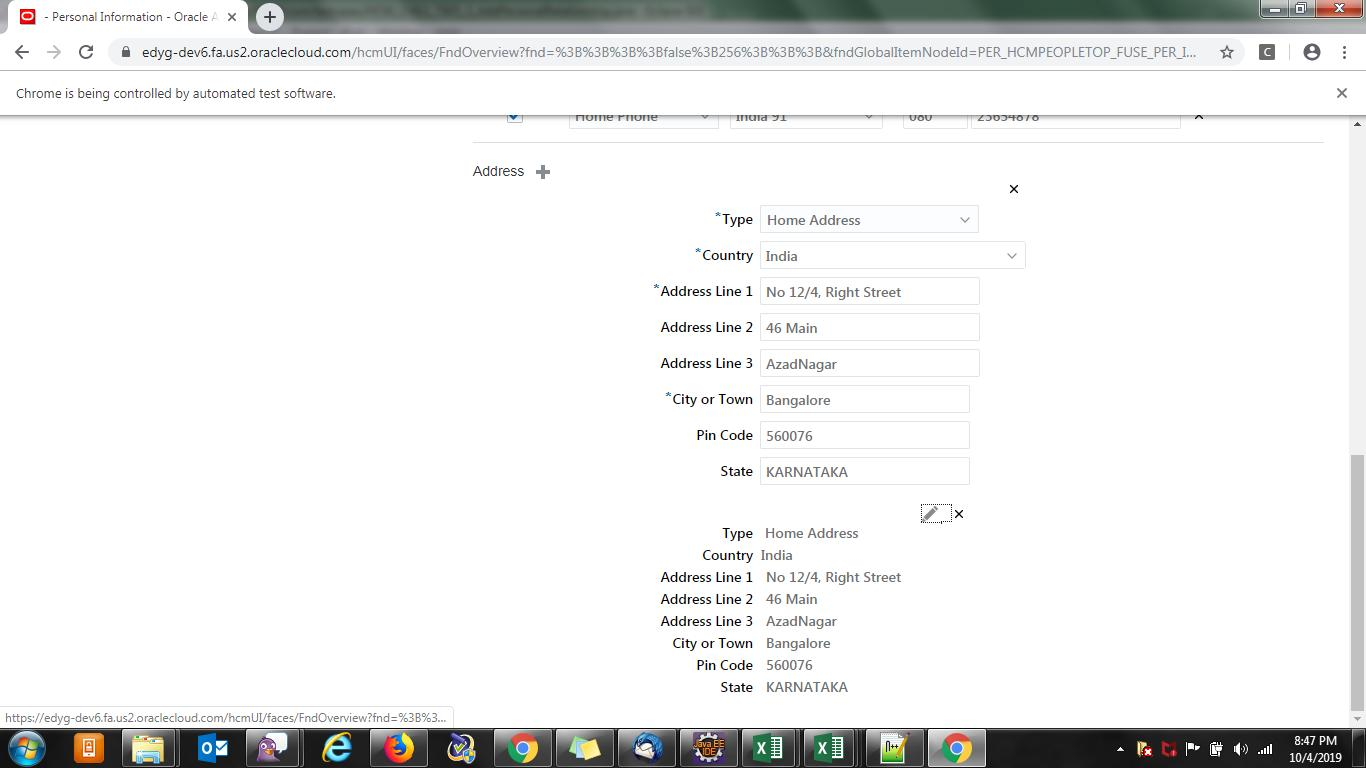 - Personal Information - Oracle A
edyg-dev6.fa.us2.oraclecloud.com/hcmUI/faces/FndOverview?fnd=%3B%3B%3B%3Bfalse%3B256%3B%3B%3B&fndGlobalItemNodeId=PER_HCMPEOPLETOP_FUSE_PER_I...
Chrome is being controlled by automated test software.
Home Phone India 91 080 23654878
Address
*Type Home Address
*Country India
*Address Line 1 No 12/4, Right Street
Address Line 2 46 Main
Address Line 3 AzadNagar
*City or Town Bangalore
Pin Code 560076
State KARNATAKA
Type Home Address
Country India
Address Line 1 No 12/4, Right Street
Address Line 2 46 Main
Address Line 3 AzadNagar
City or Town Bangalore
Pin Code 560076
State KARNATAKA
https://edyg-dev6.fa.us2.oraclecloud.com/hcmUI/faces/FndOverview?fnd=%3B%3...
Java EE
IDE
8:47 PM
10/4/2019